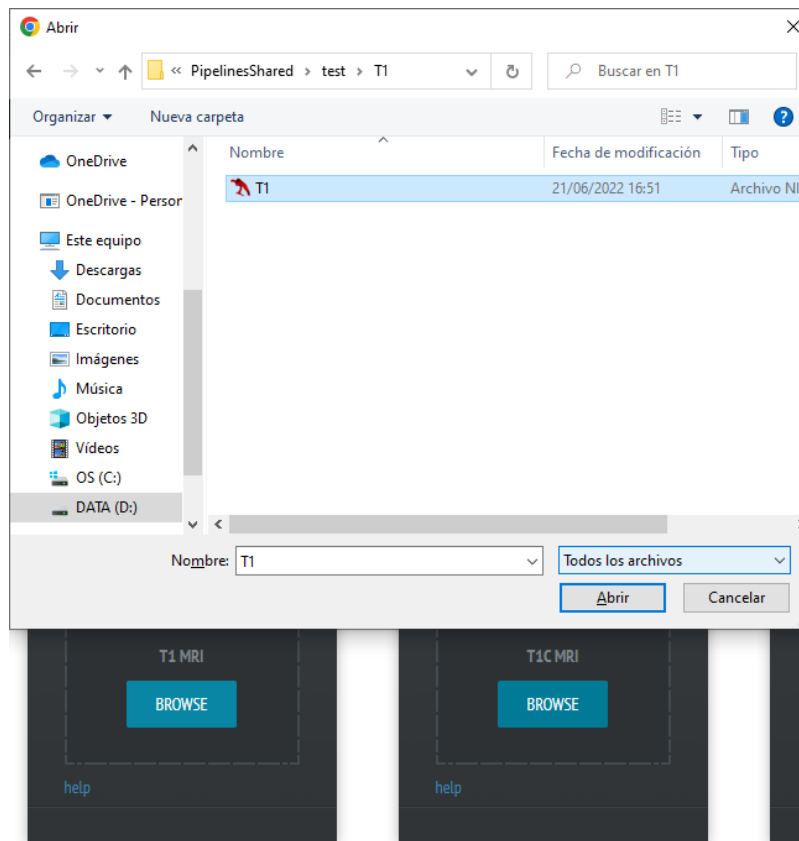 Abrir
« PipelinesShared › test › T1
Buscar en T1
Organizar
Nueva carpeta
?
Nombre
Fecha de modificación
Tipo
OneDrive
OneDrive - Person
Este equipo
Descargas
Documentos
Escritorio
Imágenes
Música
Objetos 3D
Vídeos
OS (C:)
DATA (D:)
T1
21/06/2022 16:51
Archivo NI
Nombre:
T1
Todos los archivos
Abrir
Cancelar
T1 MRI
BROWSE
help
T1C MRI
BROWSE
help